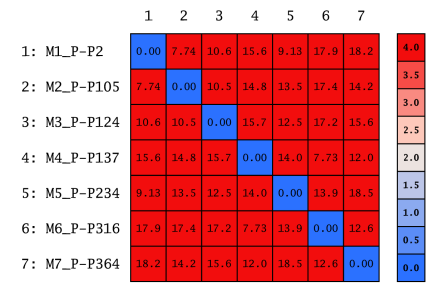 1 2 3 4 5 6 7
1: M1_P-P2 0.00 7.74 10.6 15.6 9.13 17.9 18.2 4.0
2: M2_P-P105 7.74 0.00 10.5 14.8 13.5 17.4 14.2 3.5
3: M3_P-P124 10.6 10.5 0.00 15.7 12.5 17.2 15.6 3.0
2.5
4: M4_P-P137 15.6 14.8 15.7 0.00 14.0 7.73 12.0 2.0
5: M5_P-P234 9.13 13.5 12.5 14.0 0.00 13.9 18.5 1.5
1.0
6: M6_P-P316 17.9 17.4 17.2 7.73 13.9 0.00 12.6 0.5
7: M7_P-P364 18.2 14.2 15.6 12.0 18.5 12.6 0.00 0.0